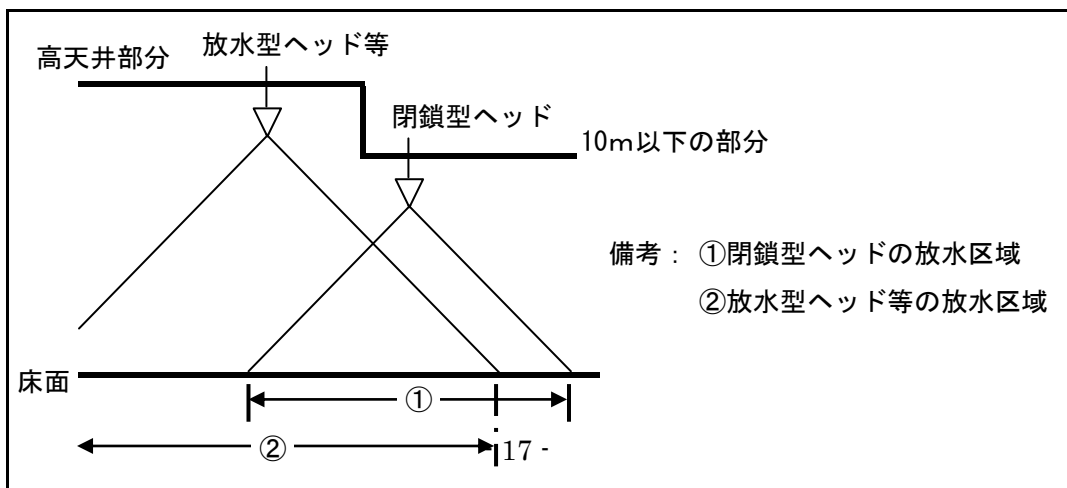 放水型ヘッド等
高天井部分
閉鎖型ヘッド
10m以下の部分
備考： ①閉鎖型ヘッドの放水区域
②放水型ヘッド等の放水区域
床面
①
②
- 17 -